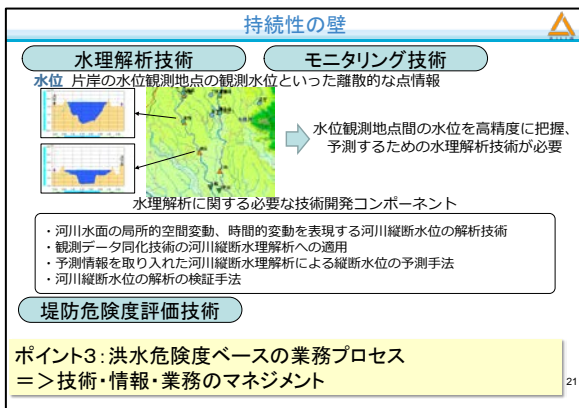 持続性の壁
水理解析技術
モニタリング技術
水位 片岸の水位観測地点の観測水位といった離散的な点情報
水位観測地点間の水位を高精度に把握、
予測するための水理解析技術が必要
水理解析に関する必要な技術開発コンポーネント
・河川水面の局所的空間変動、時間的変動を表現する河川縦断水位の解析技術
・観測データ同化技術の河川縦断水理解析への適用
・予測情報を取り入れた河川縦断水理解析による縦断水位の予測手法
・河川縦断水位の解析の検証手法
堤防危険度評価技術
ポイント3:洪水危険度ベースの業務プロセス
=>技術・情報・業務のマネジメント
21